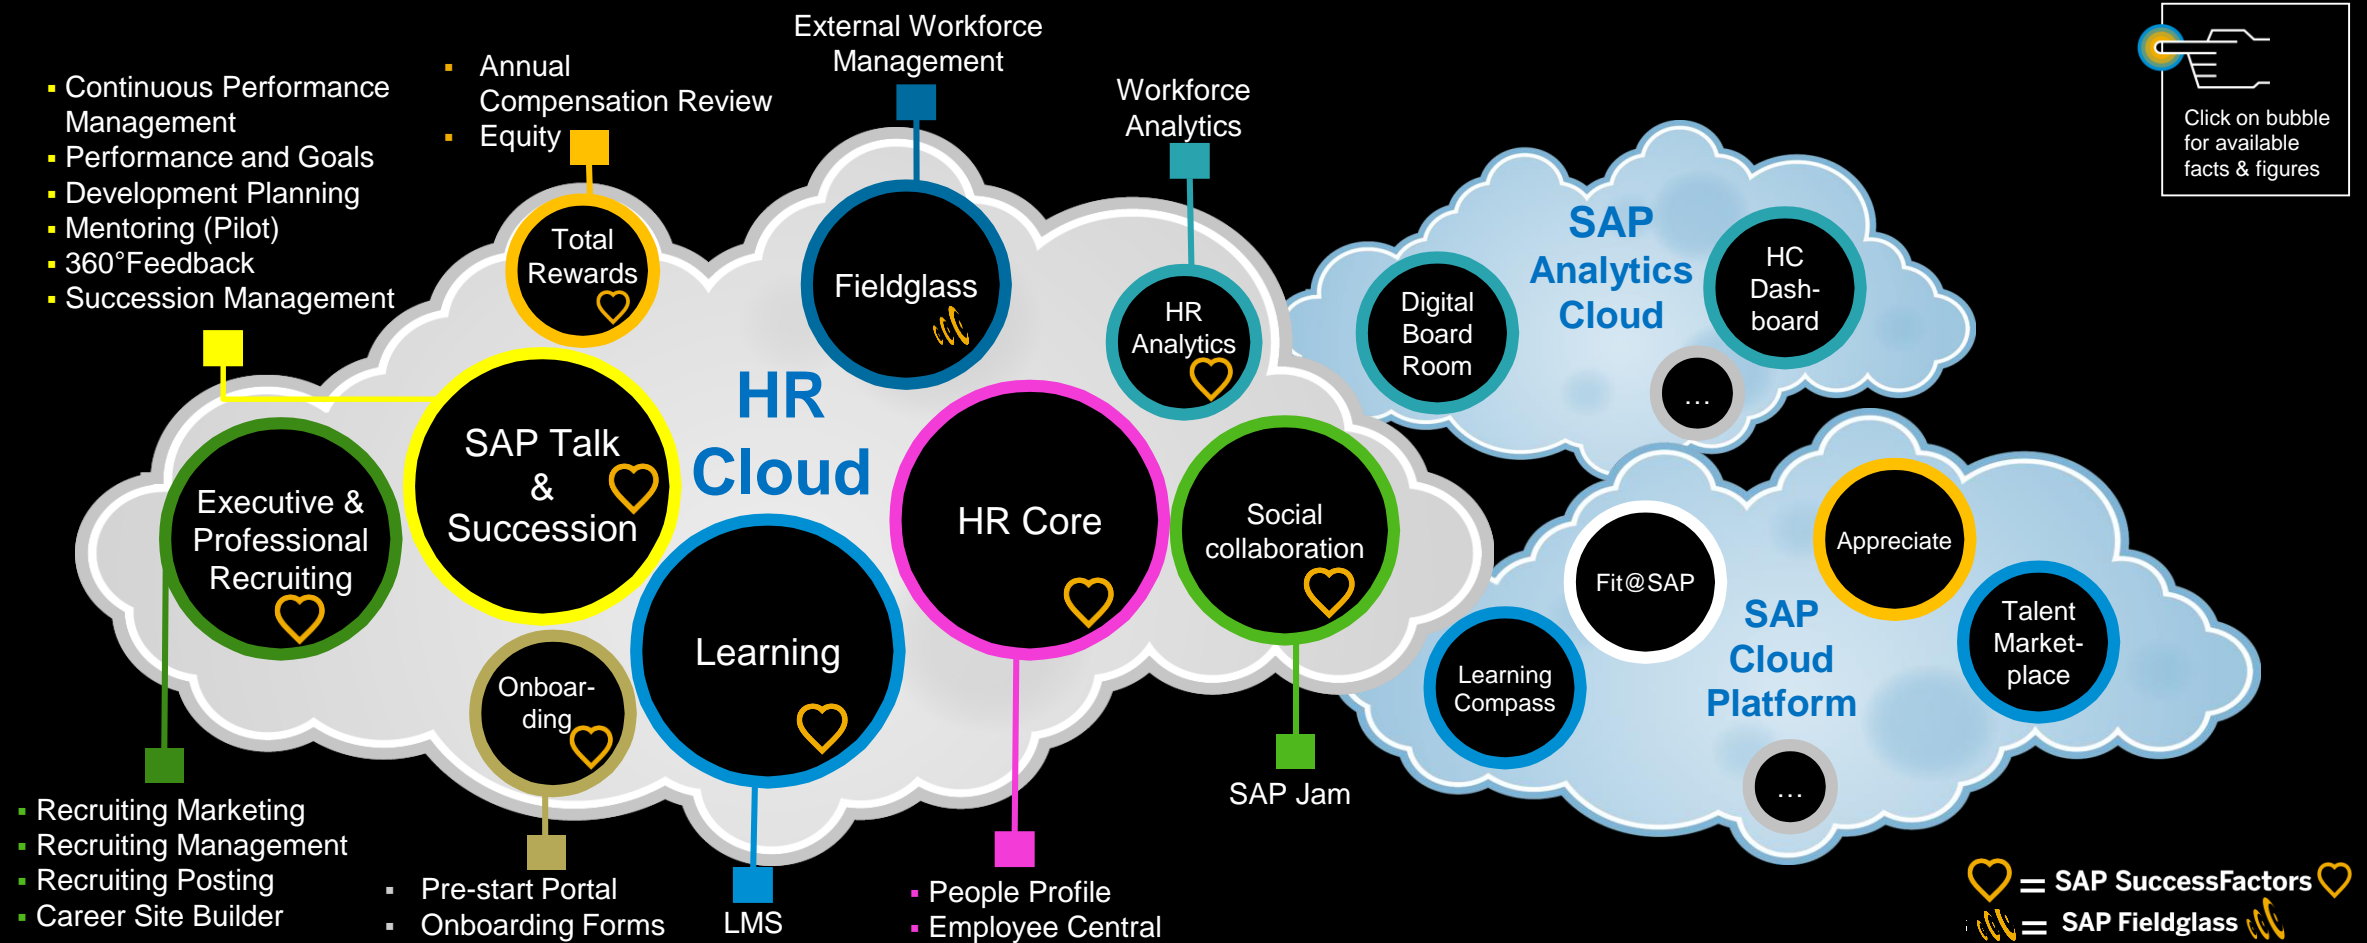 External Workforce
Management
Annual
Compensation Review
Equity
Continuous Performance
Management
Performance and Goals
Development Planning
Mentoring (Pilot)
360°Feedback
Succession Management
Workforce
Analytics
Click on bubble
for available
facts & figures
Total
Rewards
Fieldglass
HR
Analytics
SAP
Analytics
Cloud
Digital
Board
Room
HC
Dash-
board
...
HR
Cloud
SAP Talk
&
Succession
Executive &
Professional
Recruiting
HR Core
Social
collaboration
Learning
Onboar-
ding
Fit@SAP
Appreciate
SAP
Cloud
Platform
Talent
Market-
place
Learning
Compass
...
SAP Jam
Recruiting Marketing
Recruiting Management
Recruiting Posting
Career Site Builder
Pre-start Portal
Onboarding Forms
LMS
People Profile
Employee Central
= SAP SuccessFactors
= SAP Fieldglass